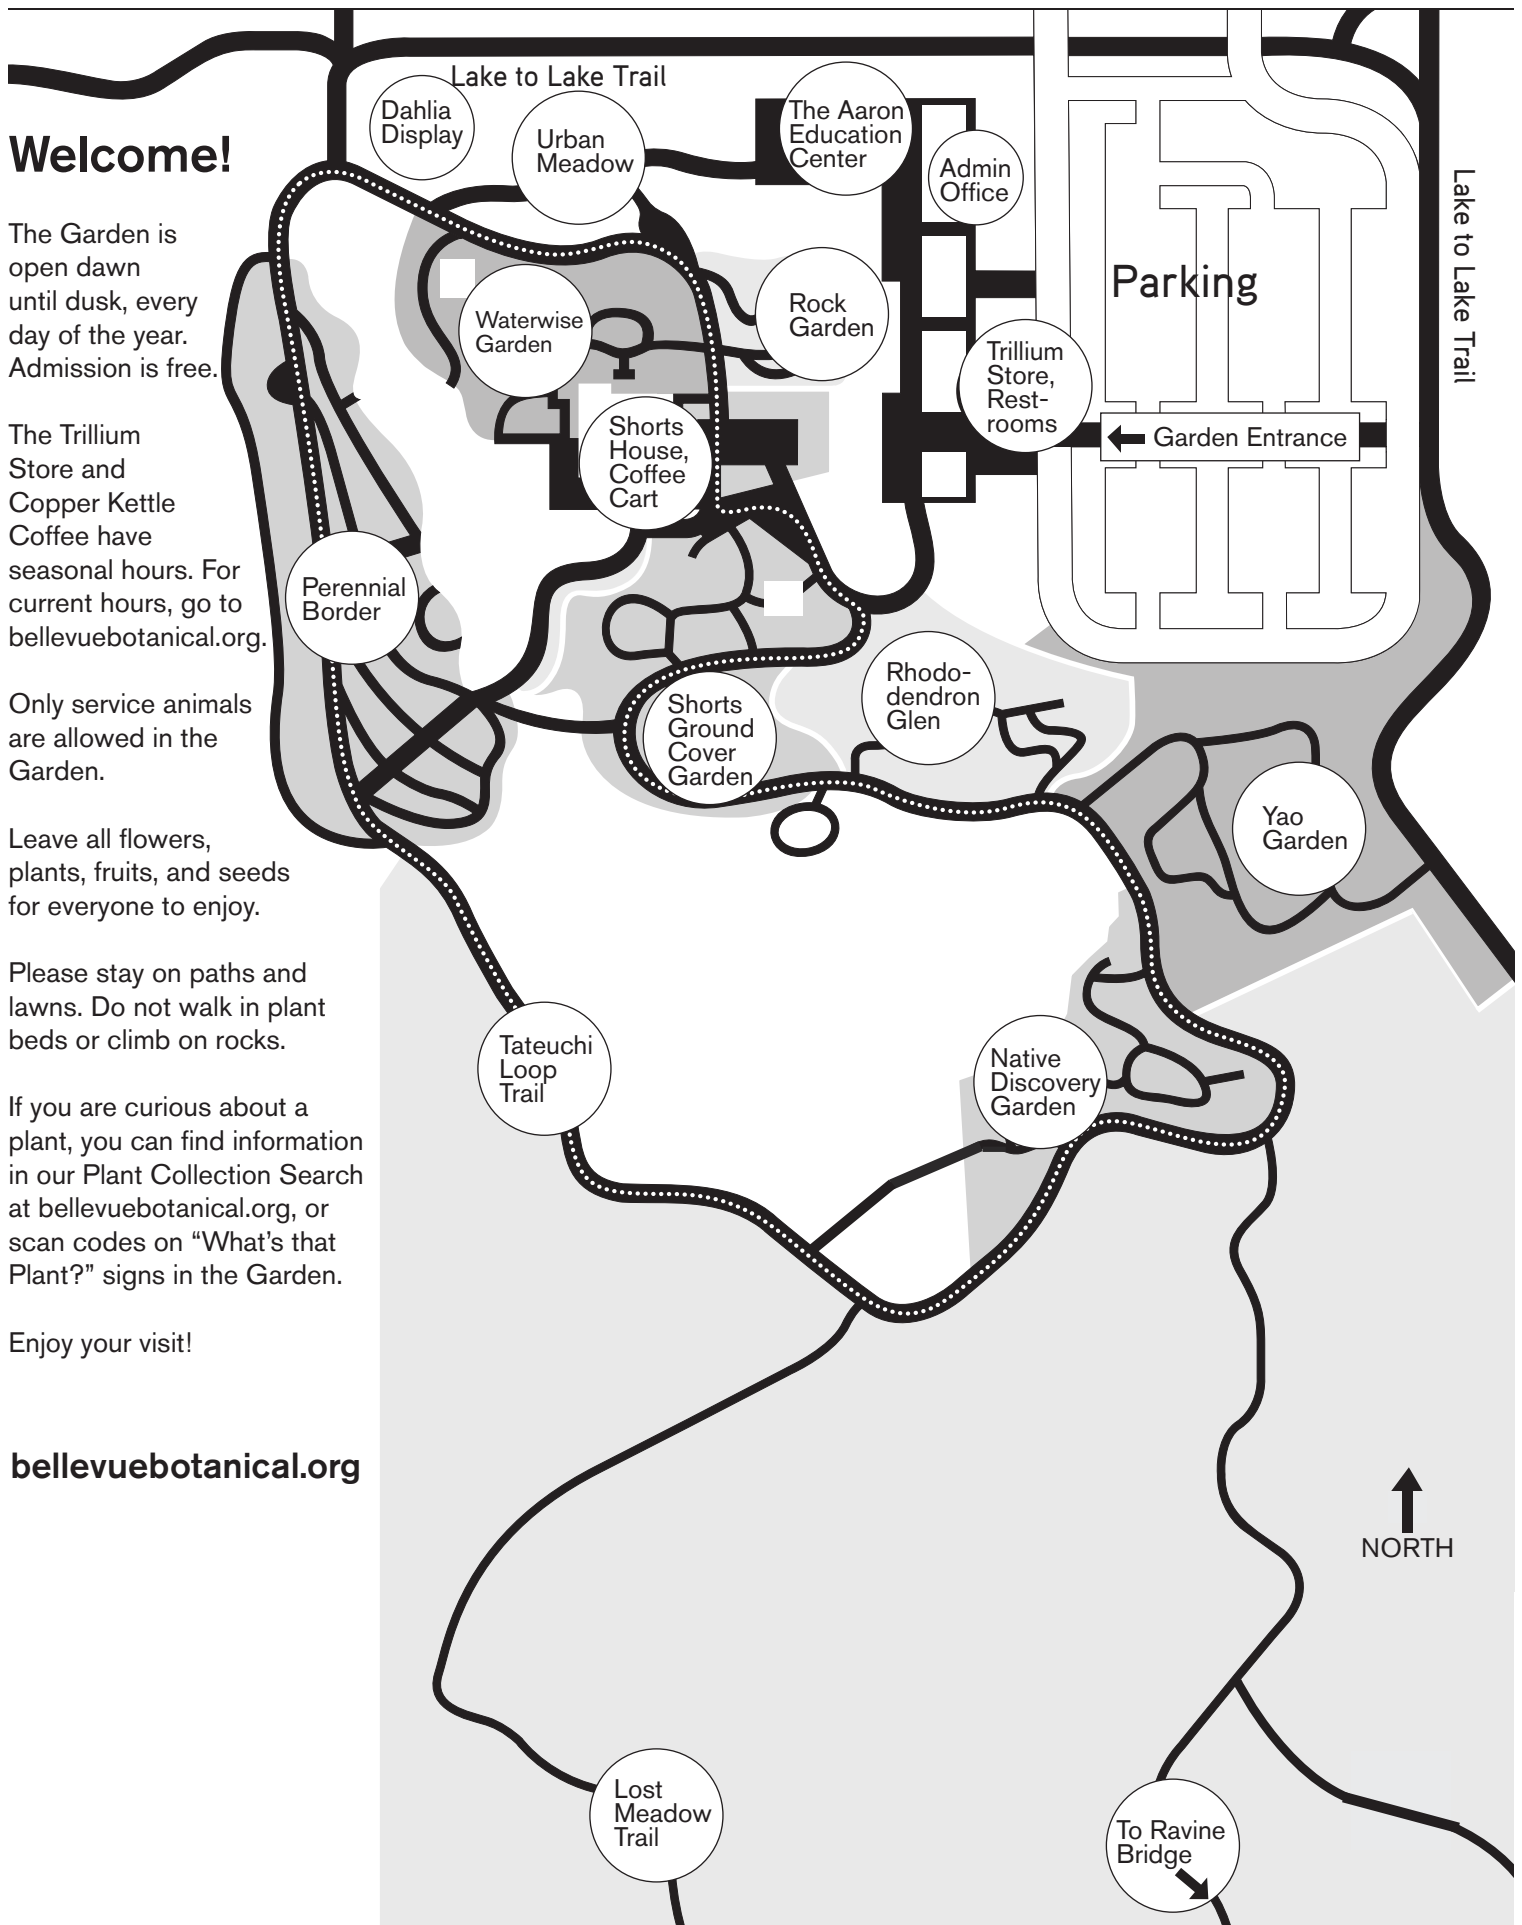 Welcome!
The Garden is
open dawn
until dusk, every
day of the year.
Admission is free.
The Trillium
Store and
Copper Kettle
Coffee have
seasonal hours. For
current hours, go to
bellevuebotanical.org.
Only service animals
are allowed in the
Garden.
Leave all flowers,
plants, fruits, and seeds
for everyone to enjoy.
Please stay on paths and
lawns. Do not walk in plant
beds or climb on rocks.
If you are curious about a
plant, you can find information
in our Plant Collection Search
at bellevuebotanical.org, or
scan codes on “What’s that
Plant?” signs in the Garden.
Enjoy your visit!
bellevuebotanical.org
Lake to Lake Trail
Dahlia
Display
Urban
Meadow
The Aaron
Education
Center
Admin
Office
Lake to Lake Trail
Parking
Waterwise
Garden
Rock
Garden
Trillium
Store,
Rest-
rooms
Garden Entrance
Shorts
House,
Coffee
Cart
Perennial
Border
Shorts
Ground
Cover
Garden
Rhodo-
dendron
Glen
Yao
Garden
Tateuchi
Loop
Trail
Native
Discovery
Garden
NORTH
Lost
Meadow
Trail
To Ravine
Bridge